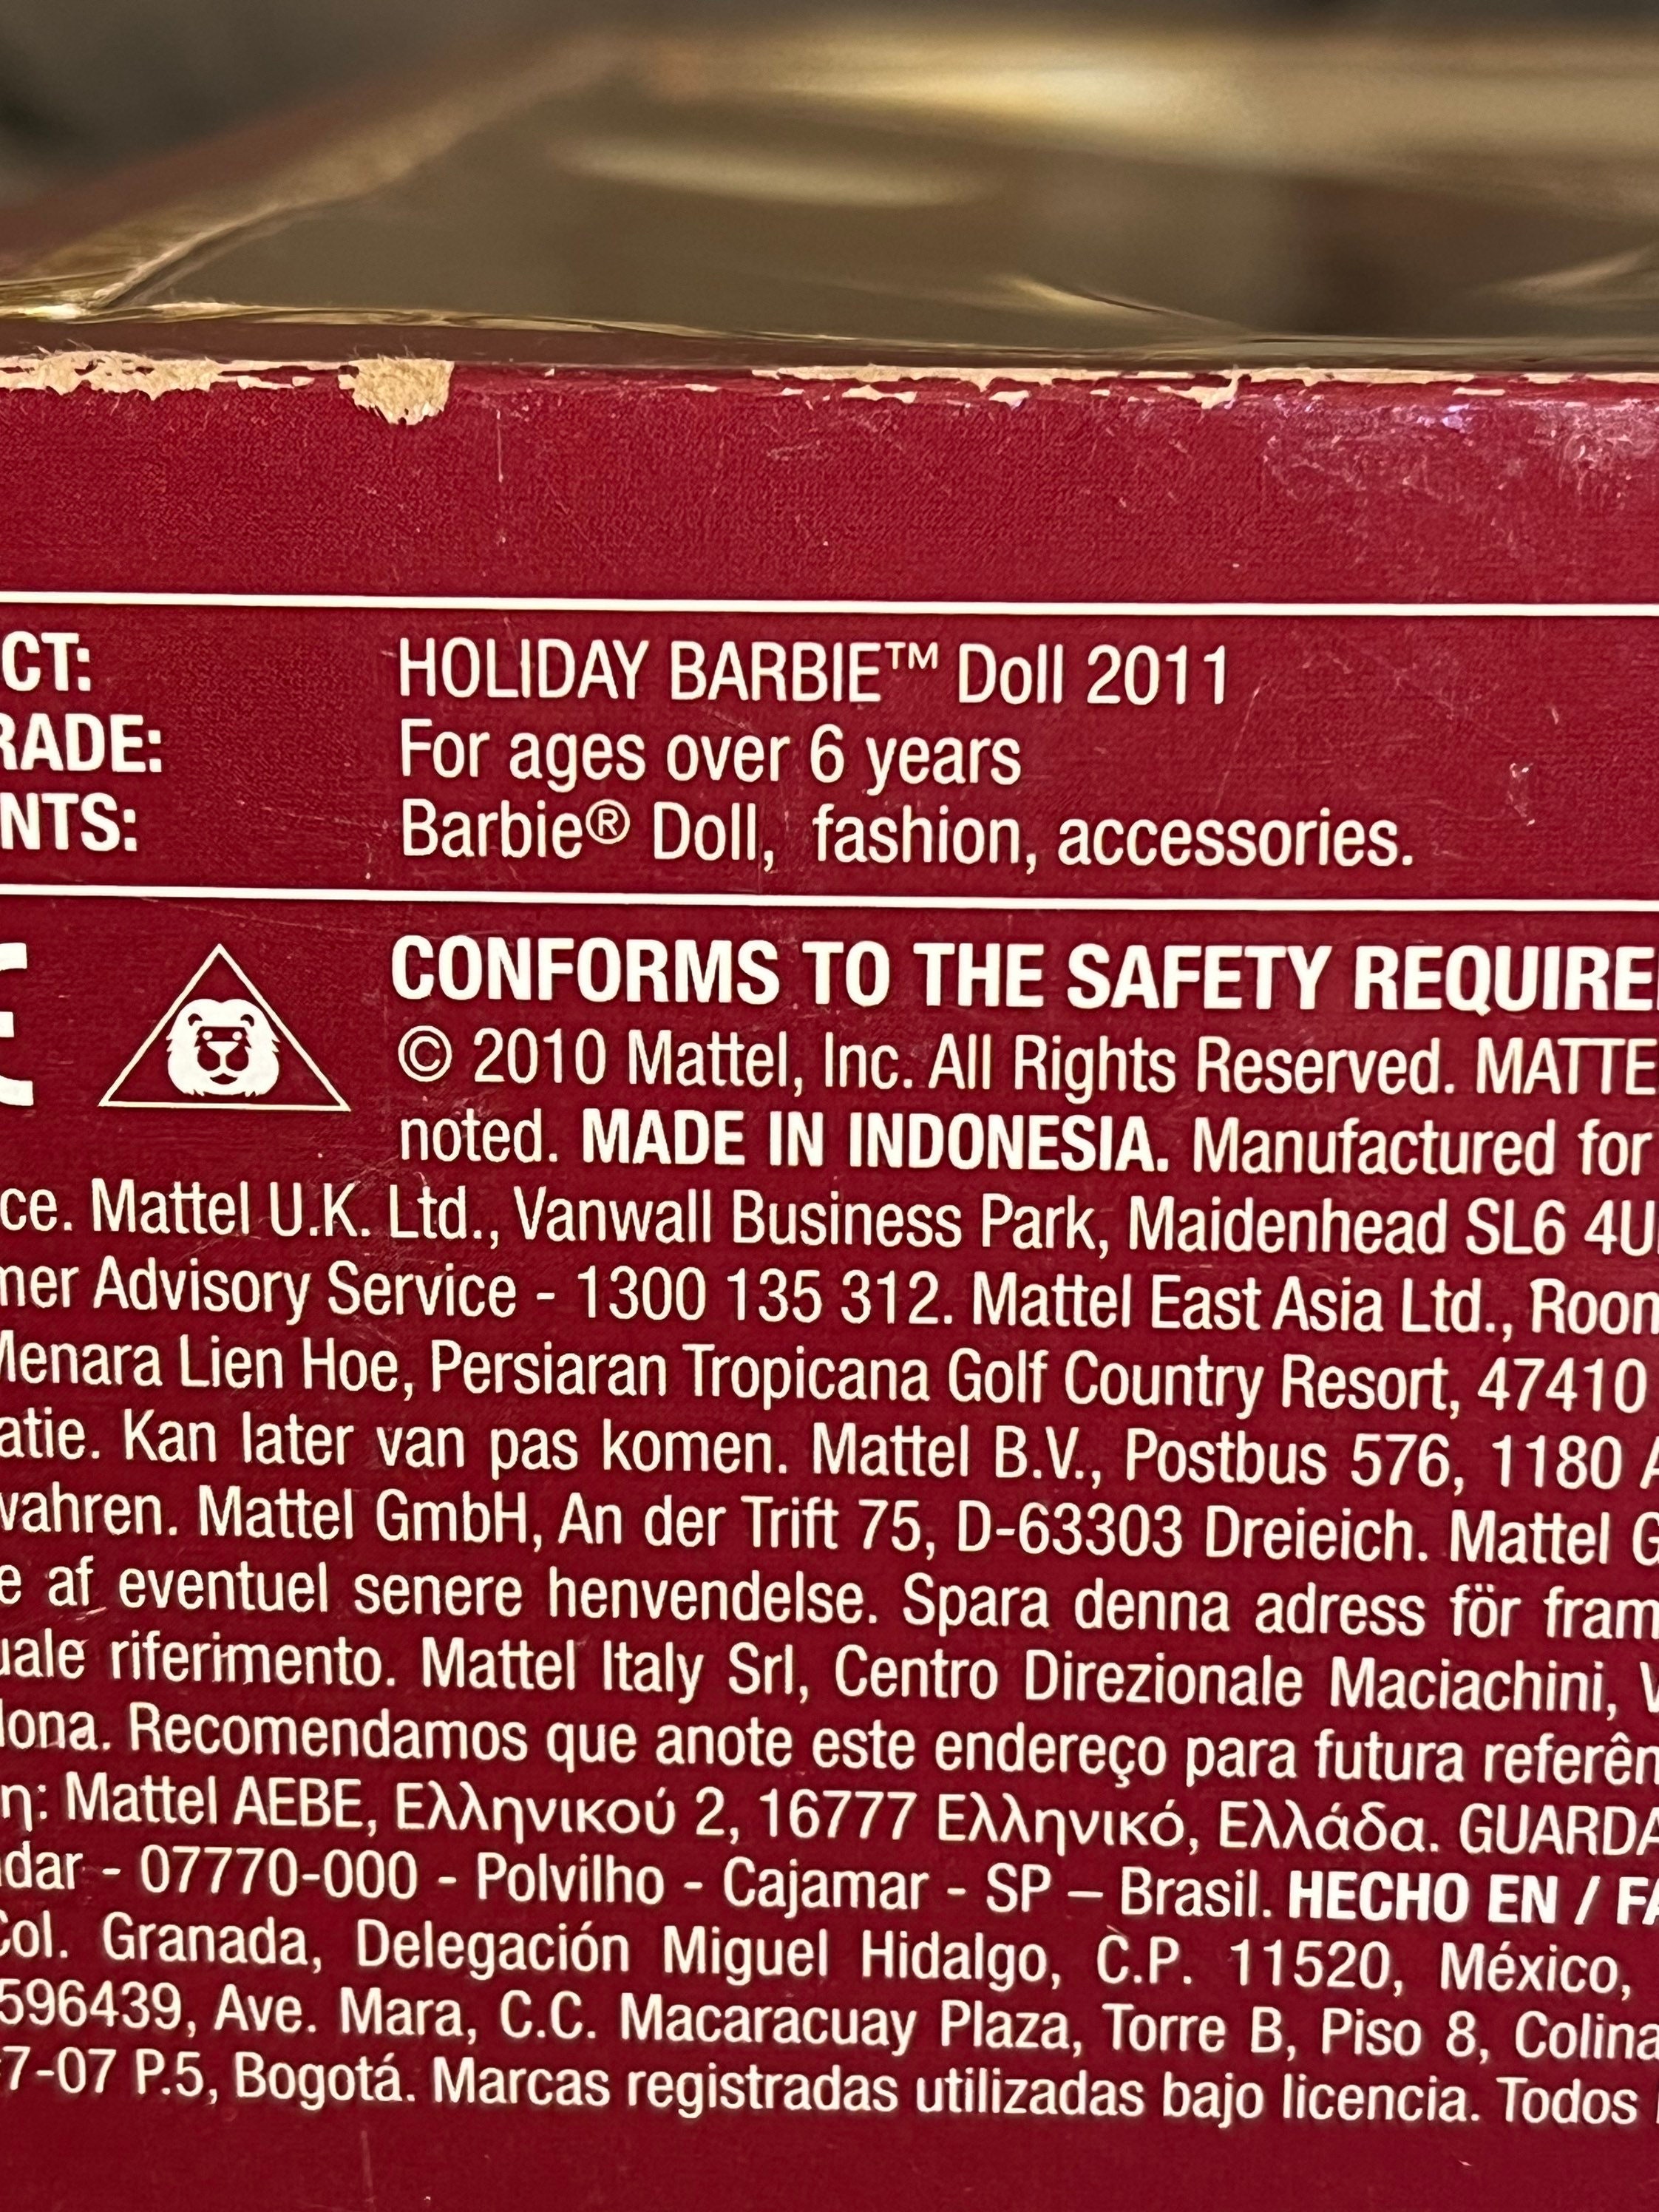 CT: HOLIDAY BARBIE™ Doll 2011
RADE: For ages over 6 years
NTS: Barbie® Doll, fashion, accessories.
CONFORMS TO THE SAFETY REQUIRE
© 2010 Mattel, Inc. All Rights Reserved. MATTE
noted. MADE IN INDONESIA. Manufactured for
ce. Mattel U.K. Ltd., Vanwall Business Park, Maidenhead SL6 4U
mer Advisory Service - 1300 135 312. Mattel East Asia Ltd., Room
Menara Lien Hoe, Persiaran Tropicana Golf Country Resort, 47410
atie. Kan later van pas komen. Mattel B.V., Postbus 576, 1180 A
wahren. Mattel GmbH, An der Trift 75, D-63303 Dreieich. Mattel G
e af eventuel senere henvendelse. Spara denna adress för fram
uale riferimento. Mattel Italy Srl, Centro Direzionale Maciachini, V
lona. Recomendamos que anote este endereço para futura referên
η: Mattel AEBE, Ελληνικού 2, 16777 Ελληνικό, Ελλάδα. GUARDA
dar - 07770-000 - Polvilho - Cajamar - SP – Brasil. HECHO EN / FA
Col. Granada, Delegación Miguel Hidalgo, C.P. 11520, México,
596439, Ave. Mara, C.C. Macaracuay Plaza, Torre B, Piso 8, Colina
7-07 P.5, Bogotá. Marcas registradas utilizadas bajo licencia. Todos